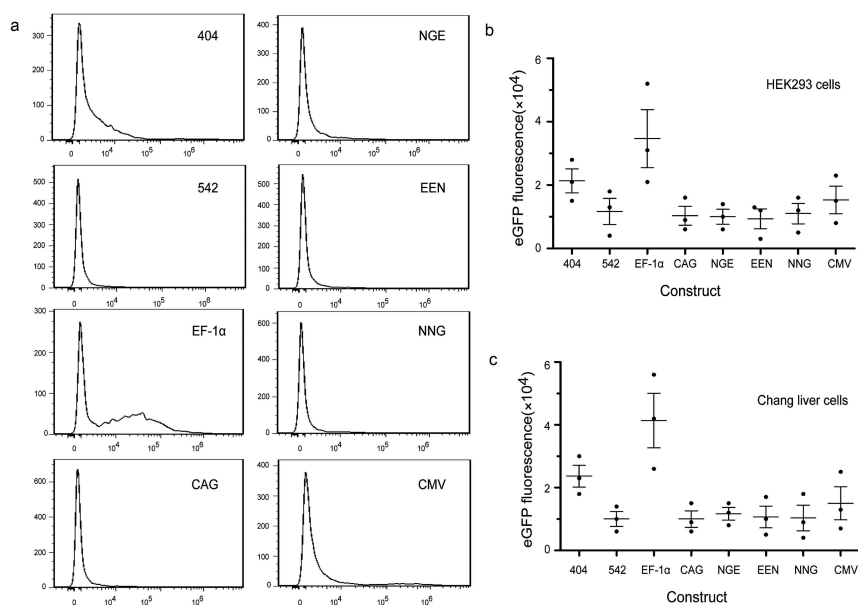 a
404
300
200
100
0
0 10⁴ 10⁵ 10⁶
NGE
400
300
200
100
0
0 10⁴ 10⁵ 10⁶
542
500
400
300
200
100
0
0 10⁴ 10⁵ 10⁶
EEN
500
400
300
200
100
0
0 10⁴ 10⁵ 10⁶
EF-1α
300
200
100
0
0 10⁴ 10⁵ 10⁶
NNG
600
400
200
0
0 10⁴ 10⁵ 10⁶
CAG
600
400
200
0
0 10⁴ 10⁵ 10⁶
CMV
400
300
200
100
0
0 10⁴ 10⁵ 10⁶
b
HEK293 cells
eGFP fluorescence(×10⁴)
6
4
2
0
404 542 EF-1α CAG NGE EEN NNG CMV
Construct
c
Chang liver cells
eGFP fluorescence(×10⁴)
6
4
2
0
404 542 EF-1α CAG NGE EEN NNG CMV
Construct